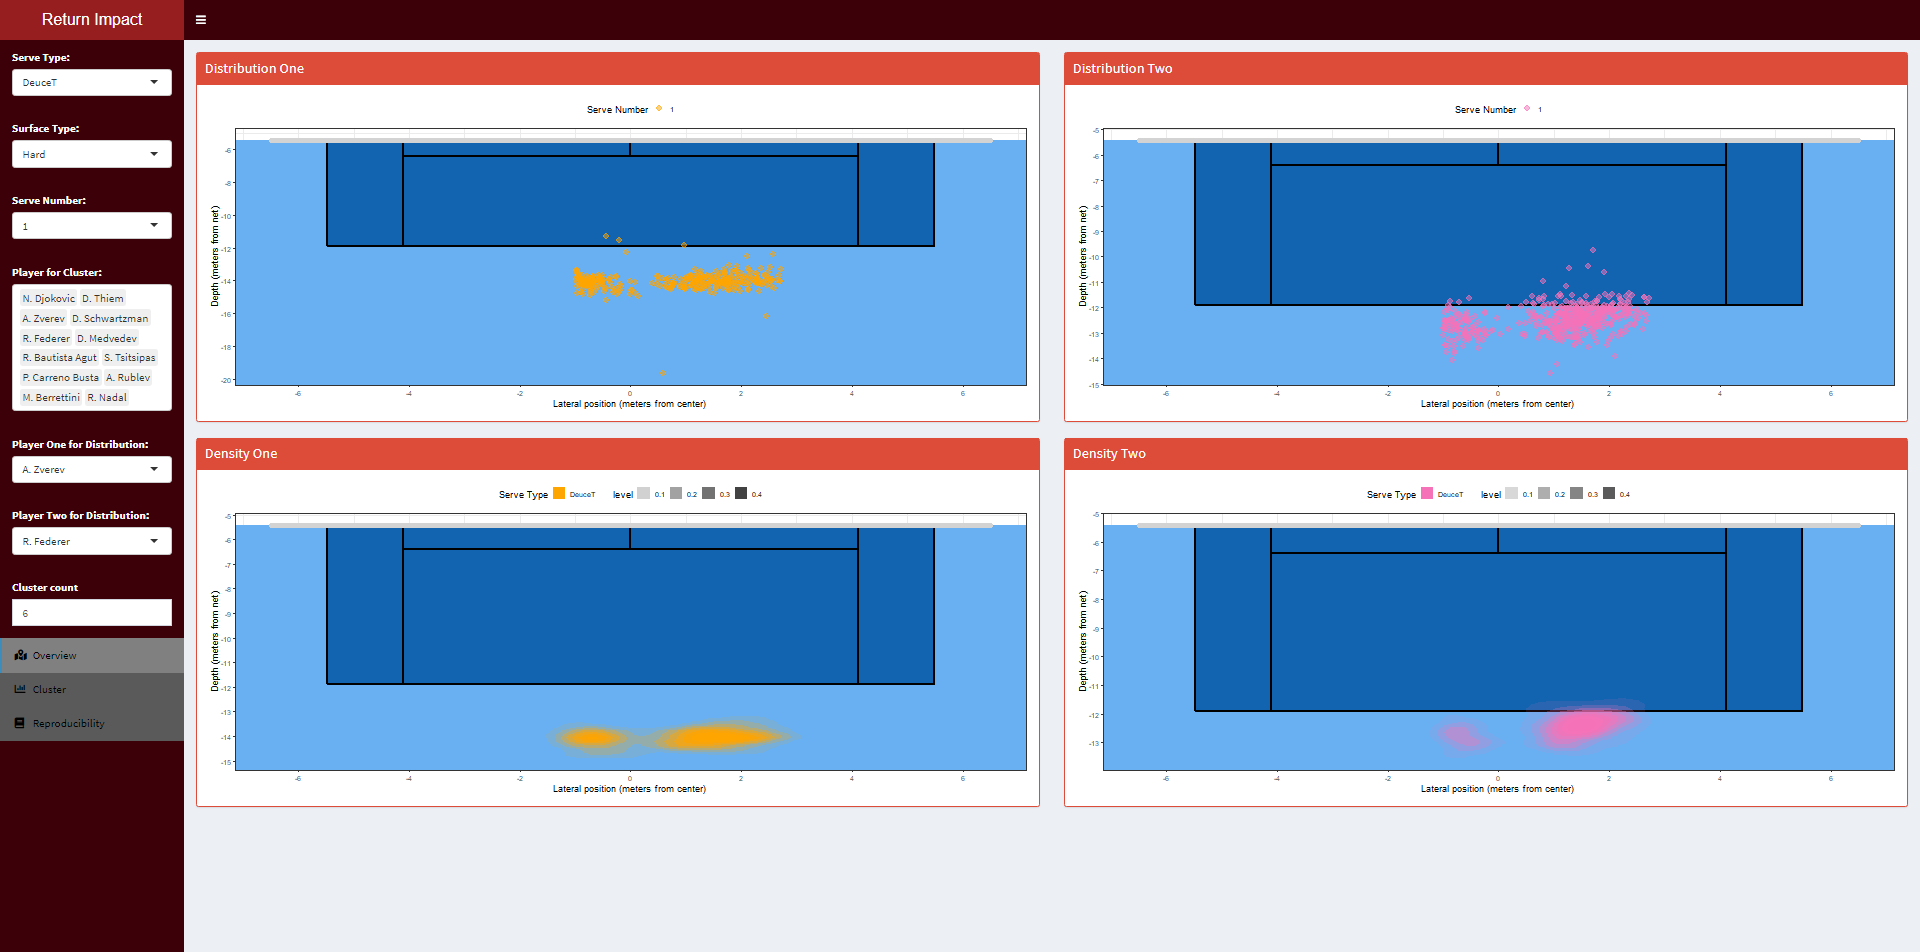 Return Impact
Serve Type:
DeuceT
Surface Type:
Hard
Serve Number:
1
Player for Cluster:
N. Djokovic D. Thiem
A. Zverev D. Schwartzman
R. Federer D. Medvedev
R. Bautista Agut S. Tsitsipas
P. Carreno Busta A. Rublev
M. Berrettini R. Nadal
Player One for Distribution:
A. Zverev
Player Two for Distribution:
R. Federer
Cluster count
6
Overview
Cluster
Reproducibility
Distribution One
Serve Number 1
Depth (meters from net)
-6
-8
-10
-12
-14
-16
-18
-20
-6 -4 -2 0 2 4 6
Lateral position (meters from center)
Distribution Two
Serve Number 1
Depth (meters from net)
-5
-6
-7
-8
-9
-10
-11
-12
-13
-14
-15
-6 -4 -2 0 2 4 6
Lateral position (meters from center)
Density One
Serve Type DeuceT level 0.1 0.2 0.3 0.4
Depth (meters from net)
-5
-6
-7
-8
-9
-10
-11
-12
-13
-14
-15
-6 -4 -2 0 2 4 6
Lateral position (meters from center)
Density Two
Serve Type DeuceT level 0.1 0.2 0.3 0.4
Depth (meters from net)
-5
-6
-7
-8
-9
-10
-11
-12
-13
-6 -4 -2 0 2 4 6
Lateral position (meters from center)